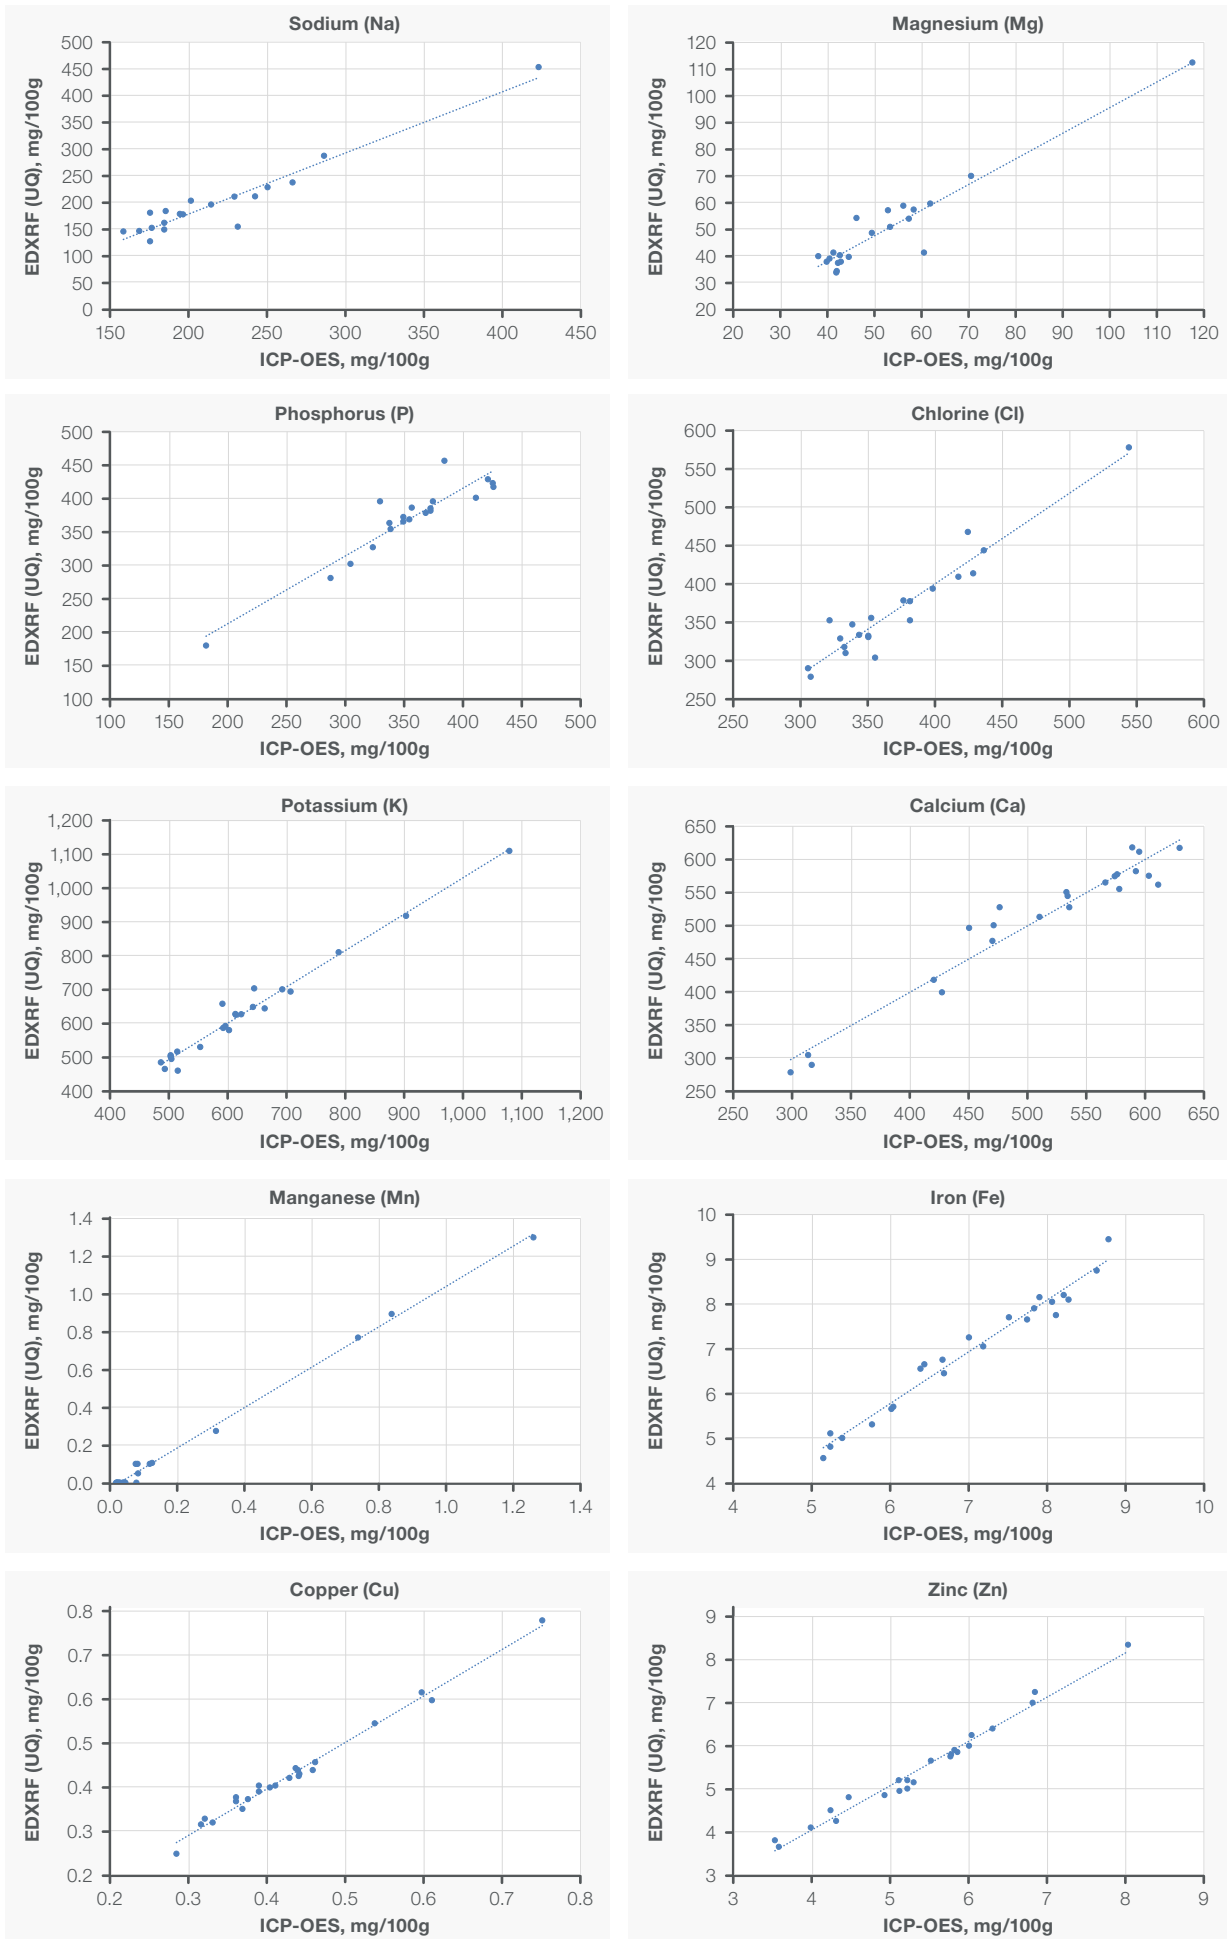 Sodium (Na)
EDXRF (UQ), mg/100g
500
450
400
350
300
250
200
150
100
50
0
150 200 250 300 350 400 450
ICP-OES, mg/100g
Magnesium (Mg)
EDXRF (UQ), mg/100g
120
110
100
90
80
70
60
50
40
30
20
20 30 40 50 60 70 80 90 100 110 120
ICP-OES, mg/100g
Phosphorus (P)
EDXRF (UQ), mg/100g
500
450
400
350
300
250
200
150
100
100 150 200 250 300 350 400 450 500
ICP-OES, mg/100g
Chlorine (Cl)
EDXRF (UQ), mg/100g
600
550
500
450
400
350
300
250
250 300 350 400 450 500 550 600
ICP-OES, mg/100g
Potassium (K)
EDXRF (UQ), mg/100g
1,200
1,100
1,000
900
800
700
600
500
400
400 500 600 700 800 900 1,000 1,100 1,200
ICP-OES, mg/100g
Calcium (Ca)
EDXRF (UQ), mg/100g
650
600
550
500
450
400
350
300
250
250 300 350 400 450 500 550 600 650
ICP-OES, mg/100g
Manganese (Mn)
EDXRF (UQ), mg/100g
1.4
1.2
1.0
0.8
0.6
0.4
0.2
0.0
0.0 0.2 0.4 0.6 0.8 1.0 1.2 1.4
ICP-OES, mg/100g
Iron (Fe)
EDXRF (UQ), mg/100g
10
9
8
7
6
5
4
4 5 6 7 8 9 10
ICP-OES, mg/100g
Copper (Cu)
EDXRF (UQ), mg/100g
0.8
0.7
0.6
0.5
0.4
0.3
0.2
0.2 0.3 0.4 0.5 0.6 0.7 0.8
ICP-OES, mg/100g
Zinc (Zn)
EDXRF (UQ), mg/100g
9
8
7
6
5
4
3
3 4 5 6 7 8 9
ICP-OES, mg/100g